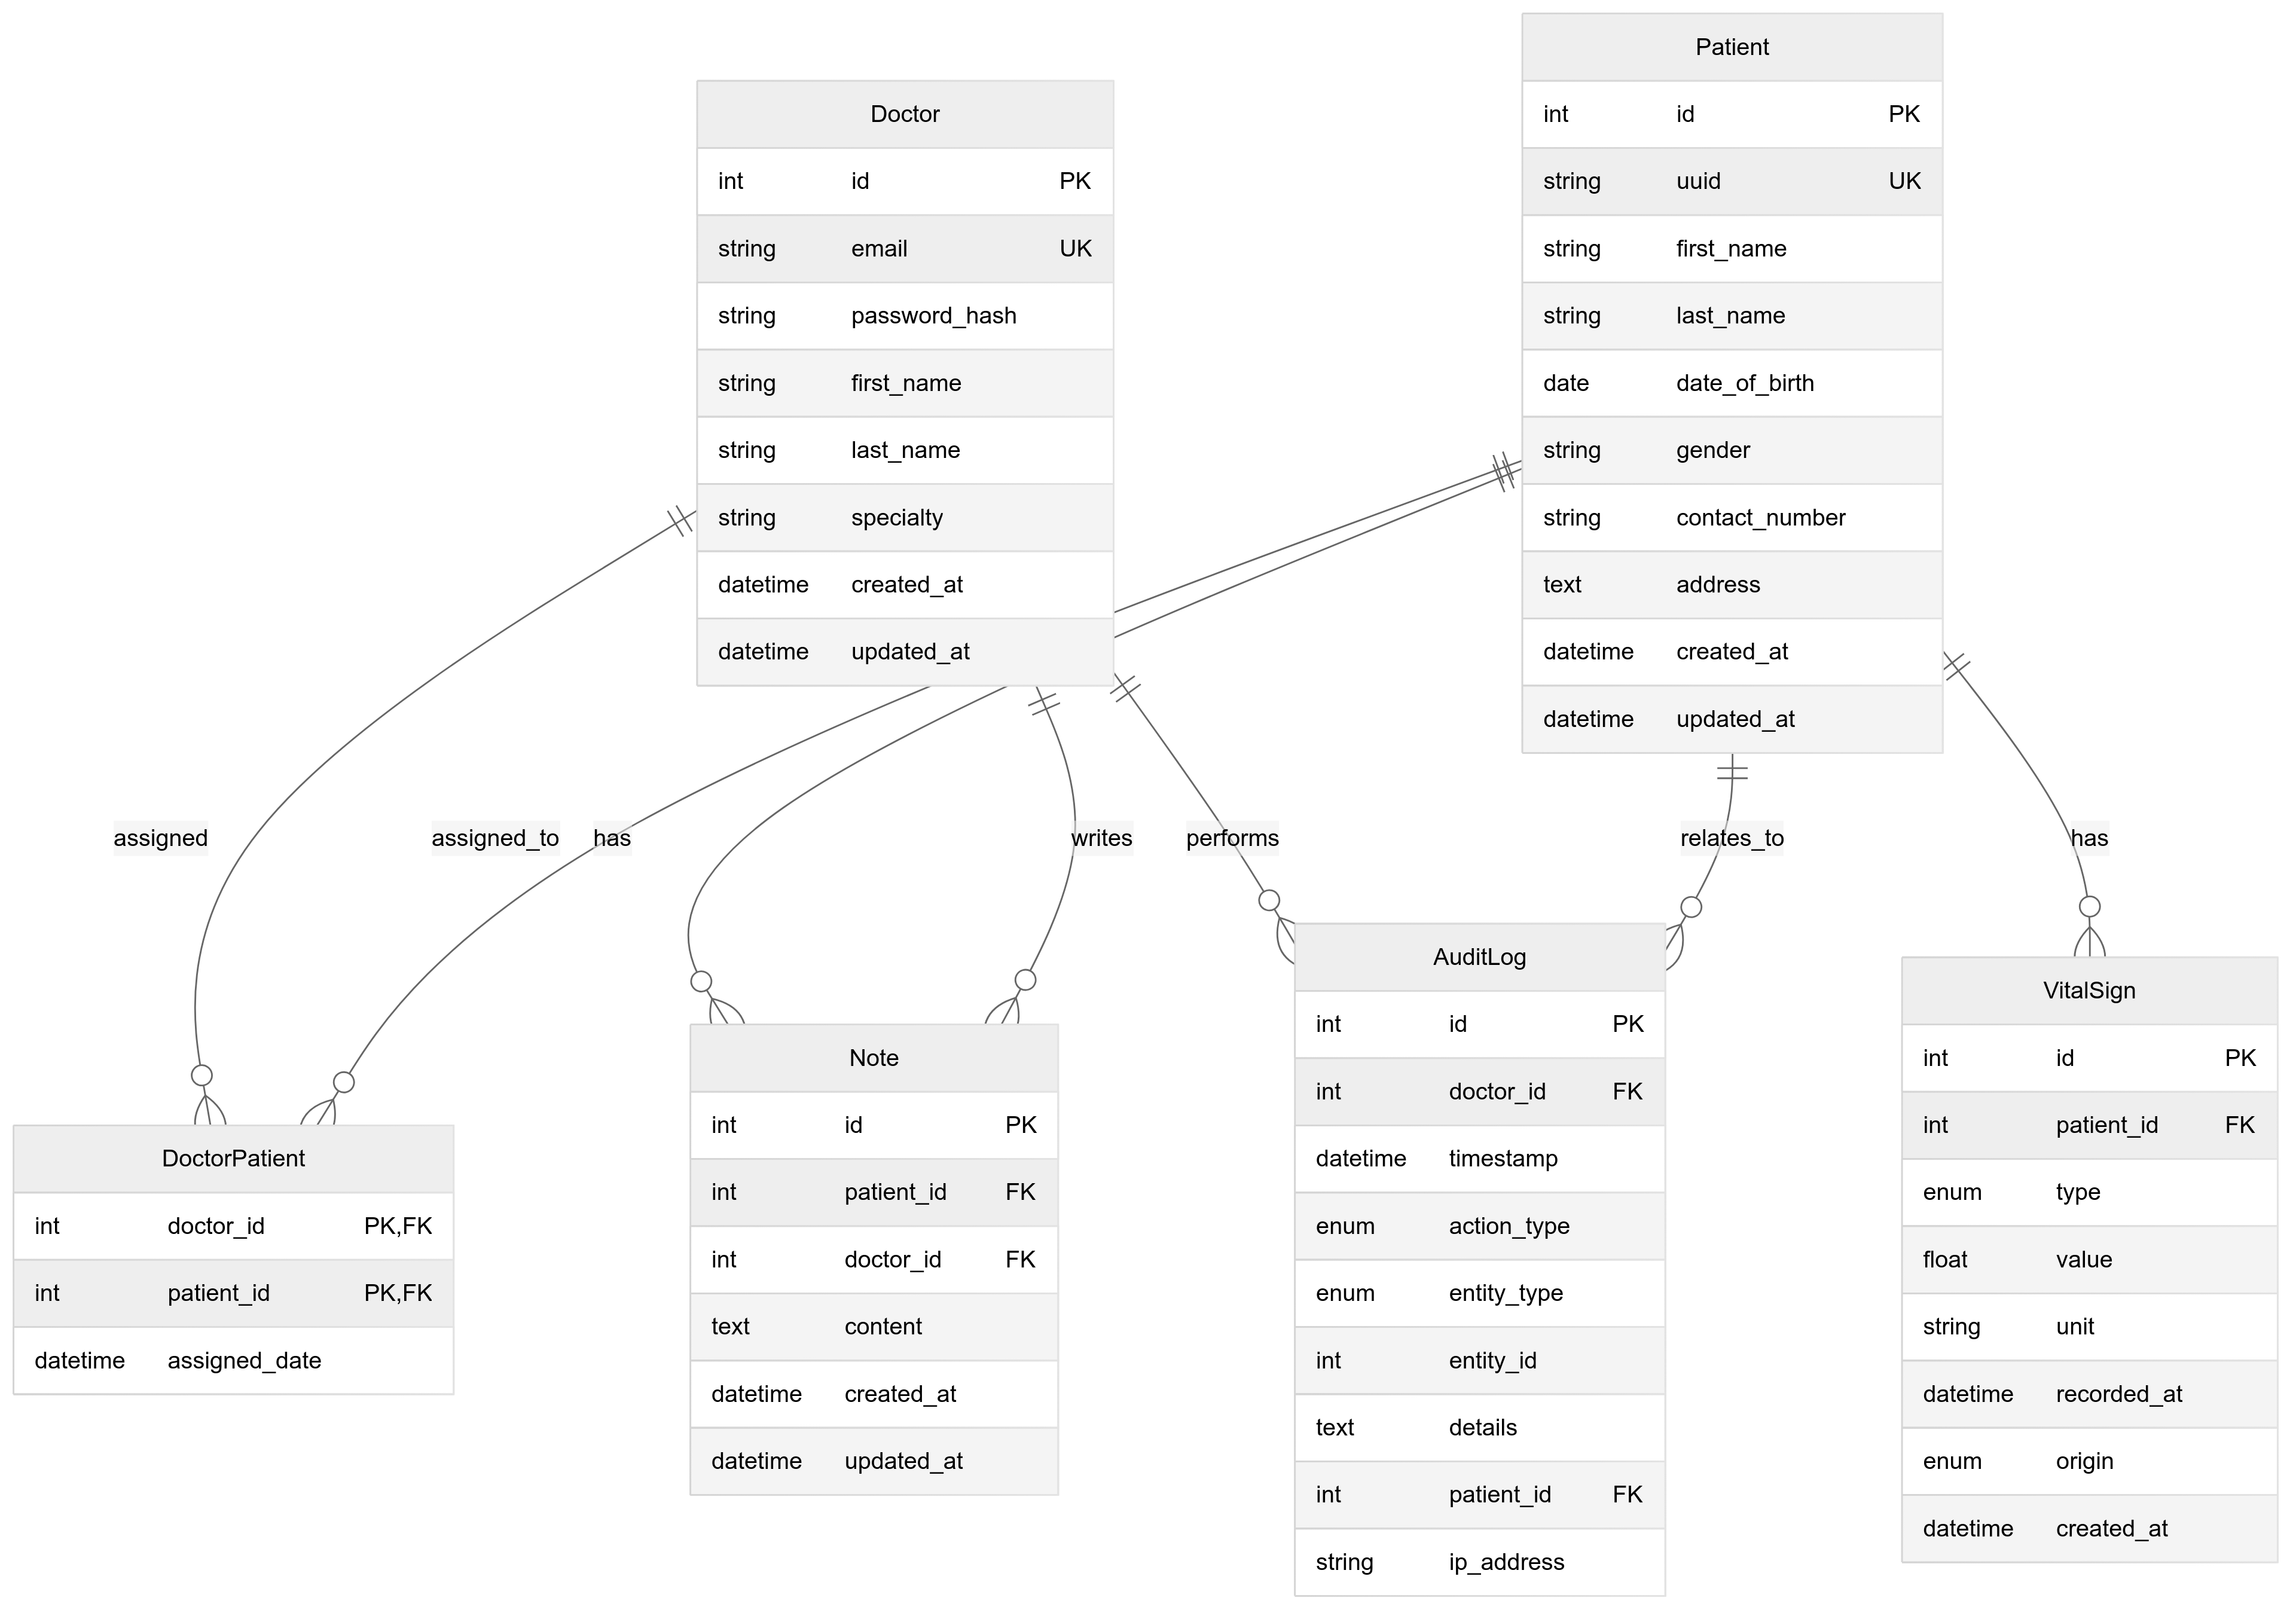 Doctor
int id PK
string email UK
string password_hash
string first_name
string last_name
string specialty
datetime created_at
datetime updated_at
Patient
int id PK
string uuid UK
string first_name
string last_name
date date_of_birth
string gender
string contact_number
text address
datetime created_at
datetime updated_at
assigned
assigned_to
has
writes
performs
relates_to
has
DoctorPatient
int doctor_id PK,FK
int patient_id PK,FK
datetime assigned_date
Note
int id PK
int patient_id FK
int doctor_id FK
text content
datetime created_at
datetime updated_at
AuditLog
int id PK
int doctor_id FK
datetime timestamp
enum action_type
enum entity_type
int entity_id
text details
int patient_id FK
string ip_address
VitalSign
int id PK
int patient_id FK
enum type
float value
string unit
datetime recorded_at
enum origin
datetime created_at